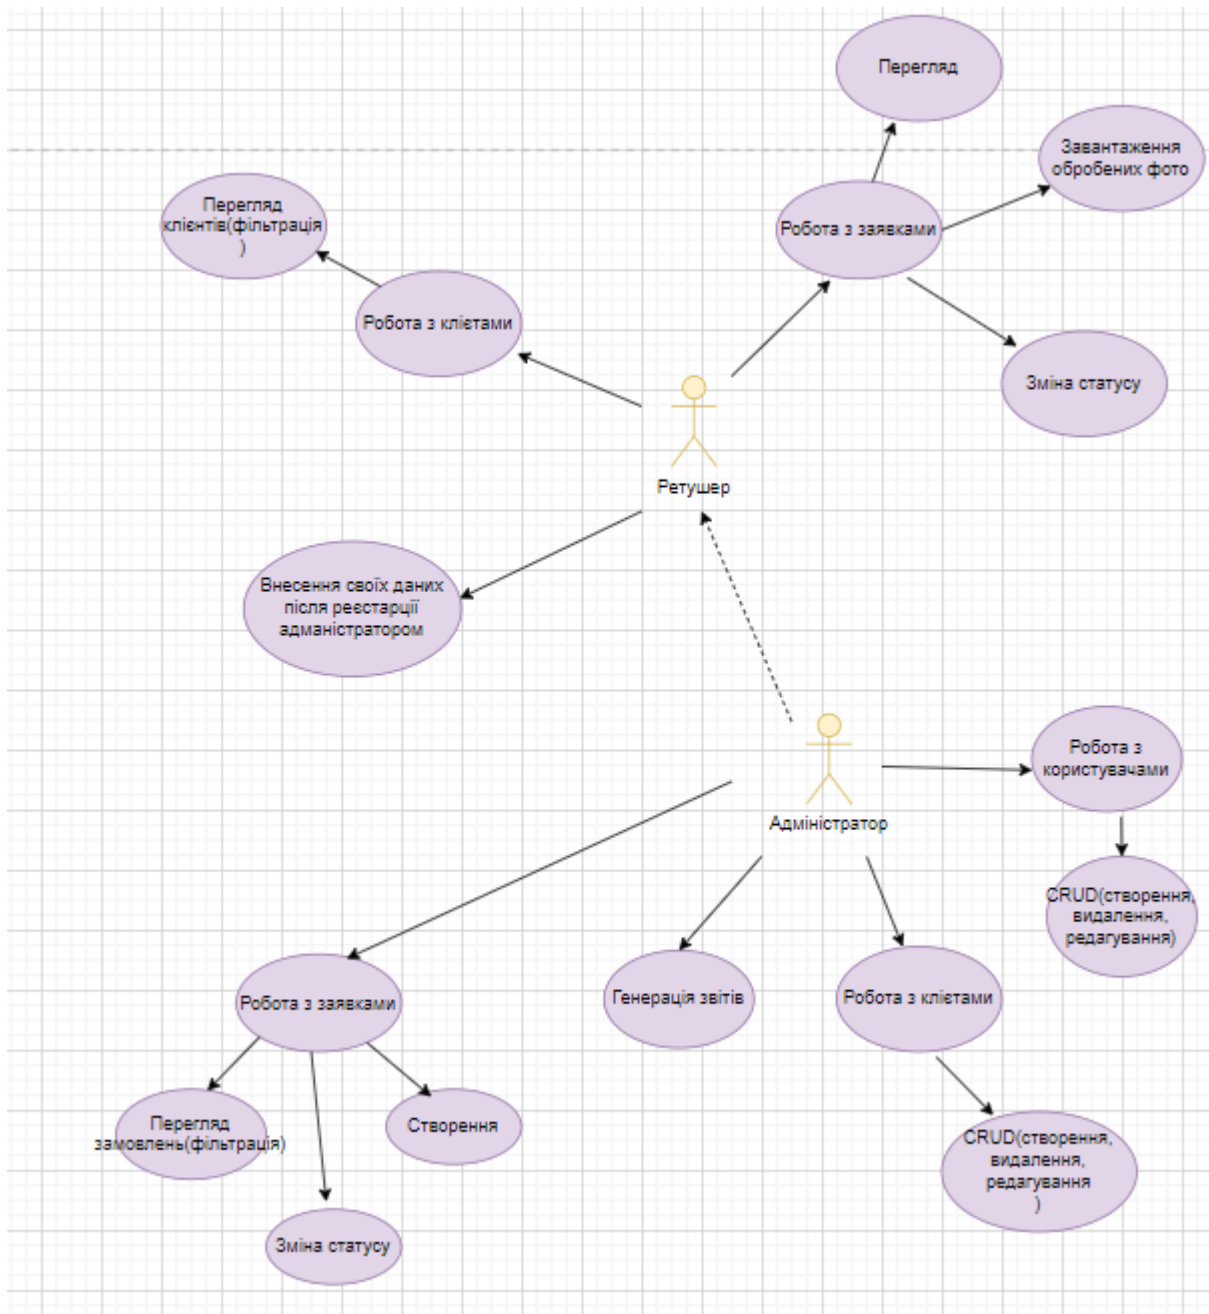 Перегляд
Завантаження
обробених фото
Перегляд
клієнтів(фільтрація
)
Робота з заявками
Робота з клієтами
Зміна статусу
Ретушер
Внесення своїх даних
після реєстарції
адманістратором
Робота з
користувачами
Адміністратор
CRUD(створення,
видалення,
редагування)
Робота з заявками
Генерація звітів
Робота з клієтами
Перегляд
замовлень(фільтрація)
Створення
CRUD(створення,
видалення,
редагування
)
Зміна статусу